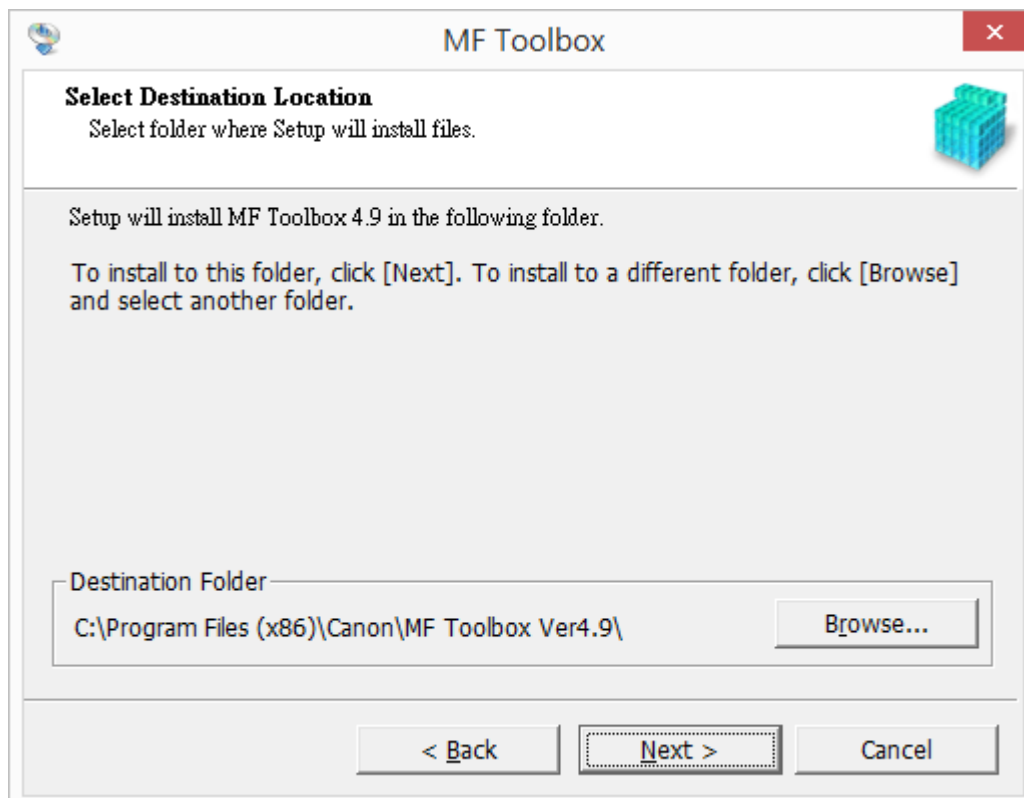 MF Toolbox
Select Destination Location
Select folder where Setup will install files.
Setup will install MF Toolbox 4.9 in the following folder.
To install to this folder, click [Next]. To install to a different folder, click [Browse]
and select another folder.
Destination Folder
C:\Program Files (x86)\Canon\MF Toolbox Ver4.9\
Browse...
< Back
Next >
Cancel